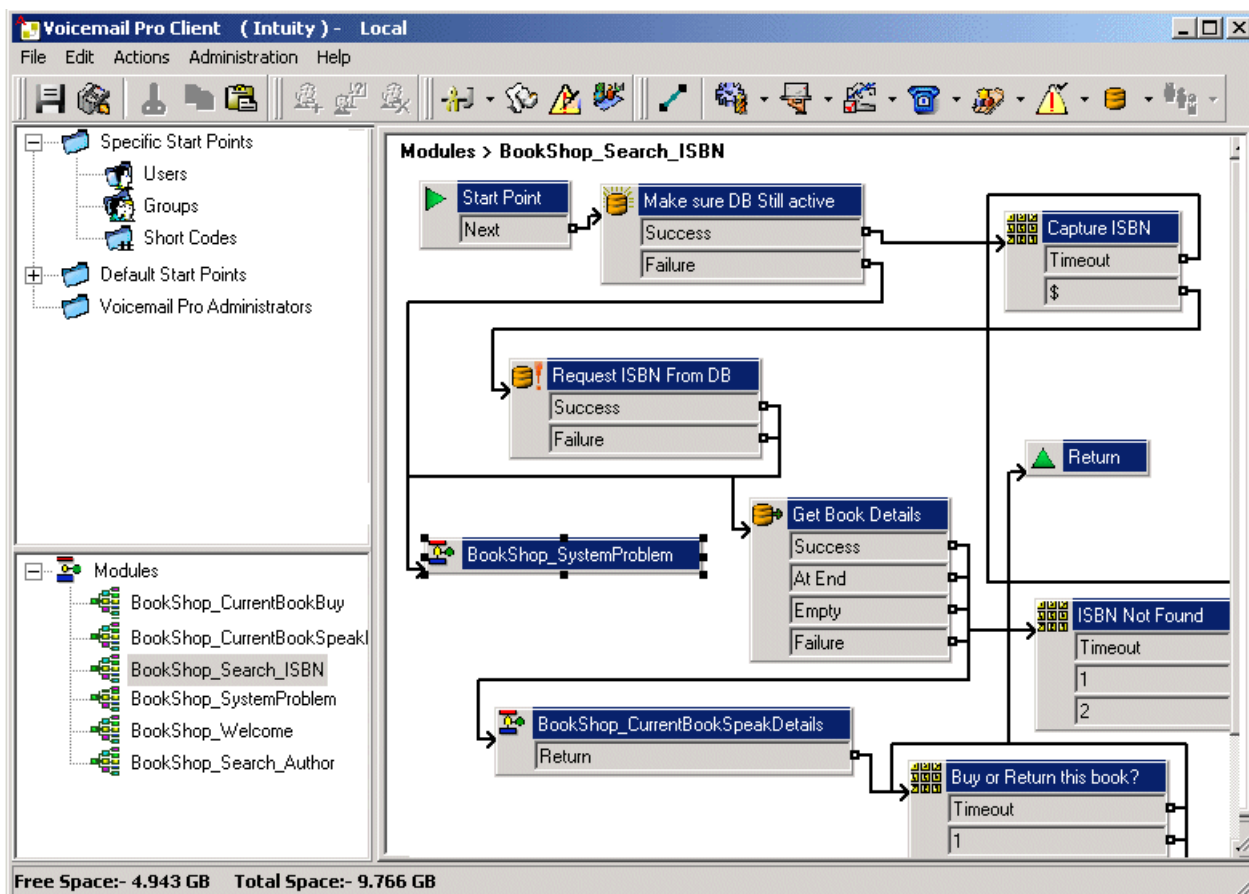 Voicemail Pro Client   ( Intuity ) -   Local
File   Edit   Actions   Administration   Help
Specific Start Points
Users
Groups
Short Codes
Default Start Points
Voicemail Pro Administrators
Modules
BookShop_CurrentBookBuy
BookShop_CurrentBookSpeakI
BookShop_Search_ISBN
BookShop_SystemProblem
BookShop_Welcome
BookShop_Search_Author
Modules > BookShop_Search_ISBN
Start Point
Next
Make sure DB Still active
Success
Failure
Capture ISBN
Timeout
$
Request ISBN From DB
Success
Failure
Return
Get Book Details
Success
At End
Empty
Failure
BookShop_SystemProblem
ISBN Not Found
Timeout
1
2
BookShop_CurrentBookSpeakDetails
Return
Buy or Return this book?
Timeout
1
Free Space:- 4.943 GB   Total Space:- 9.766 GB